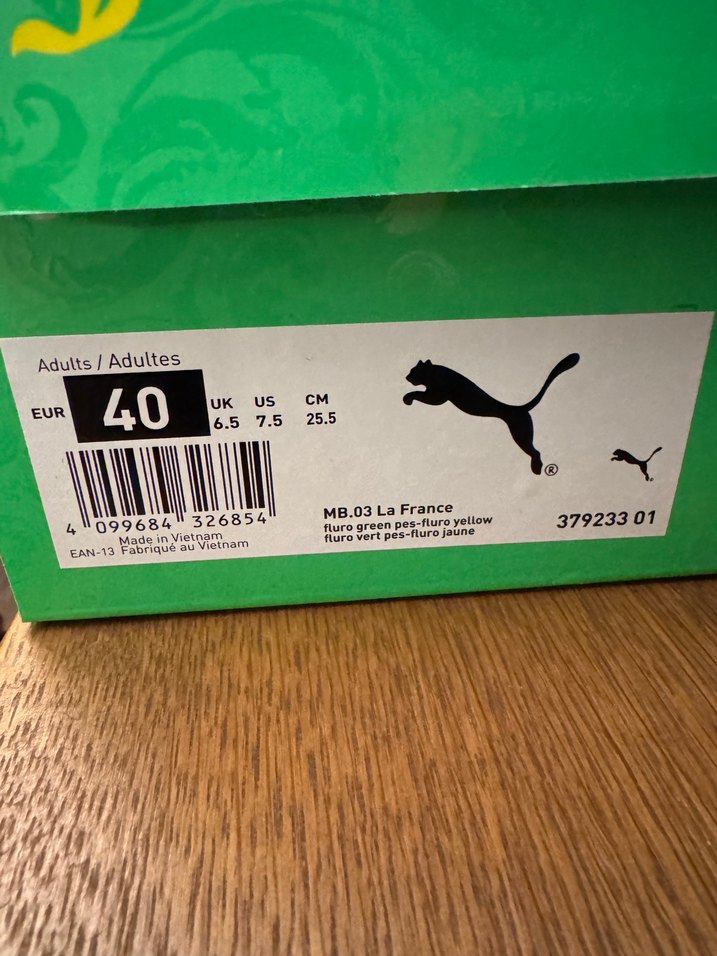 Adults / Adultes
EUR 40 UK US CM
6.5 7.5 25.5
4 099684 326854
Made in Vietnam
EAN-13 Fabriqué au Vietnam
®
MB.03 La France
fluro green pes-fluro yellow
fluro vert pes-fluro jaune
379233 01